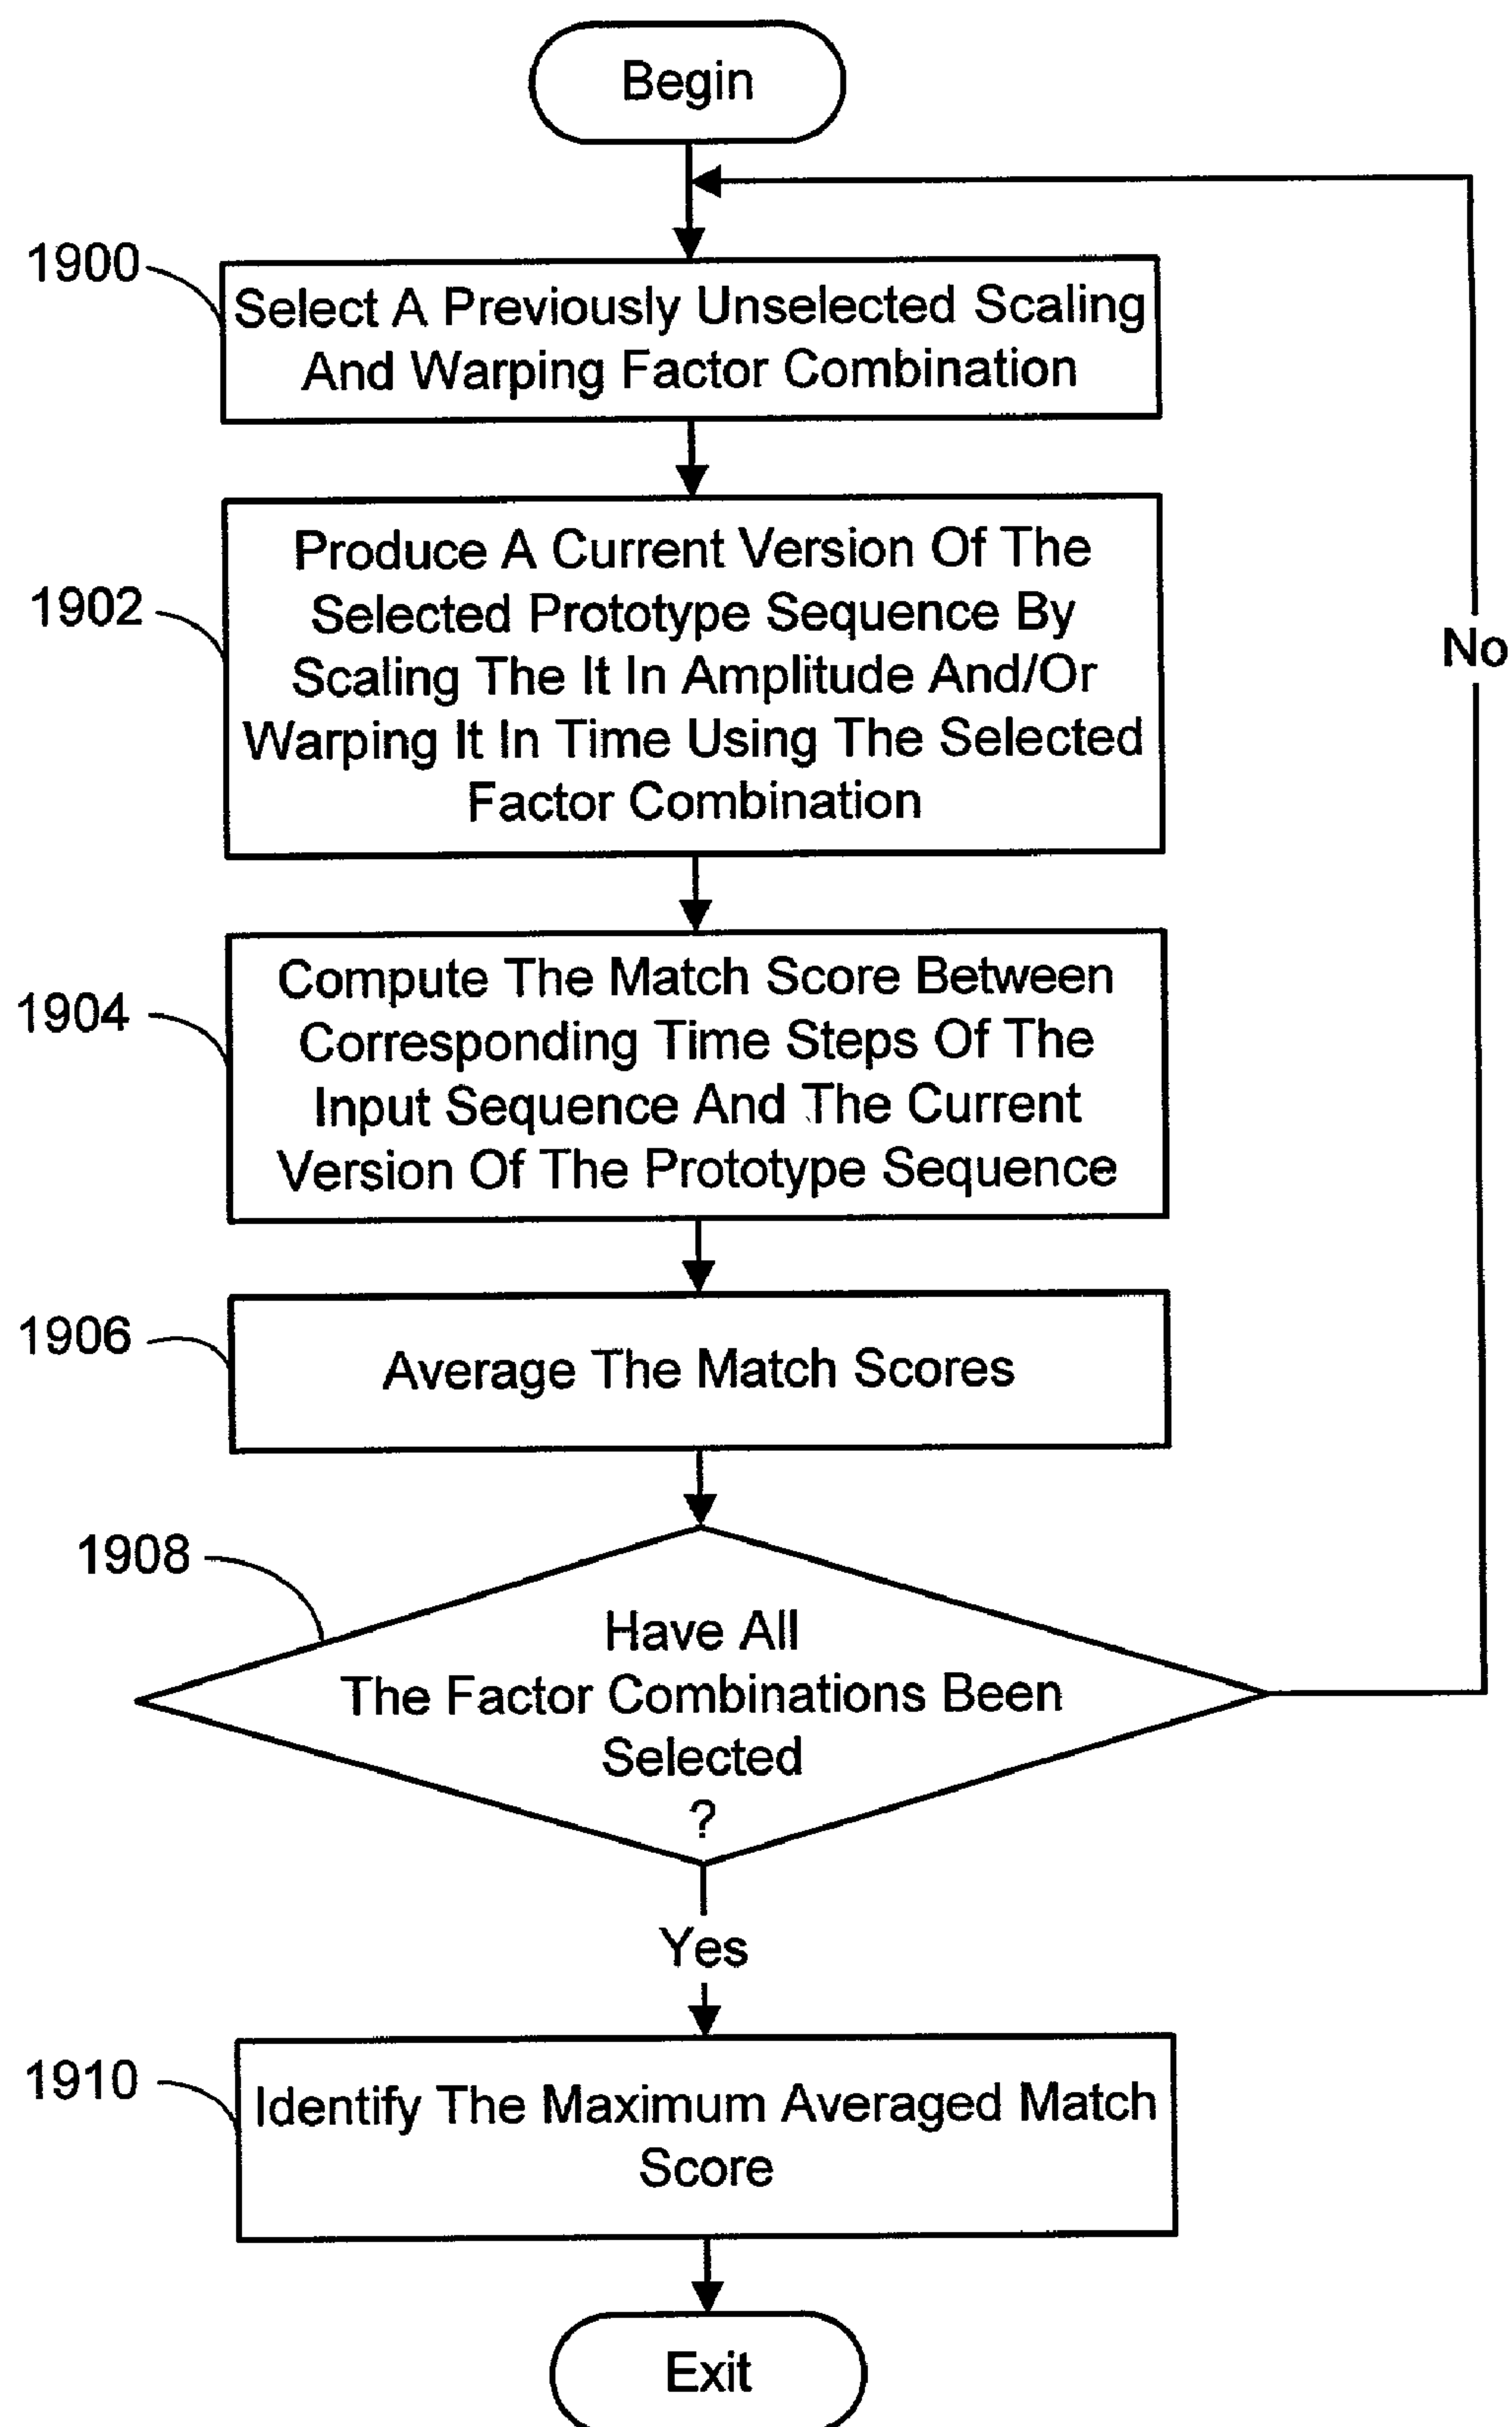 Begin
1900
Select A Previously Unselected Scaling
And Warping Factor Combination
1902
Produce A Current Version Of The
Selected Prototype Sequence By
Scaling The It In Amplitude And/Or
Warping It In Time Using The Selected
Factor Combination
No
1904
Compute The Match Score Between
Corresponding Time Steps Of The
Input Sequence And The Current
Version Of The Prototype Sequence
1906
Average The Match Scores
1908
Have All
The Factor Combinations Been
Selected
?
Yes
1910
Identify The Maximum Averaged Match
Score
Exit